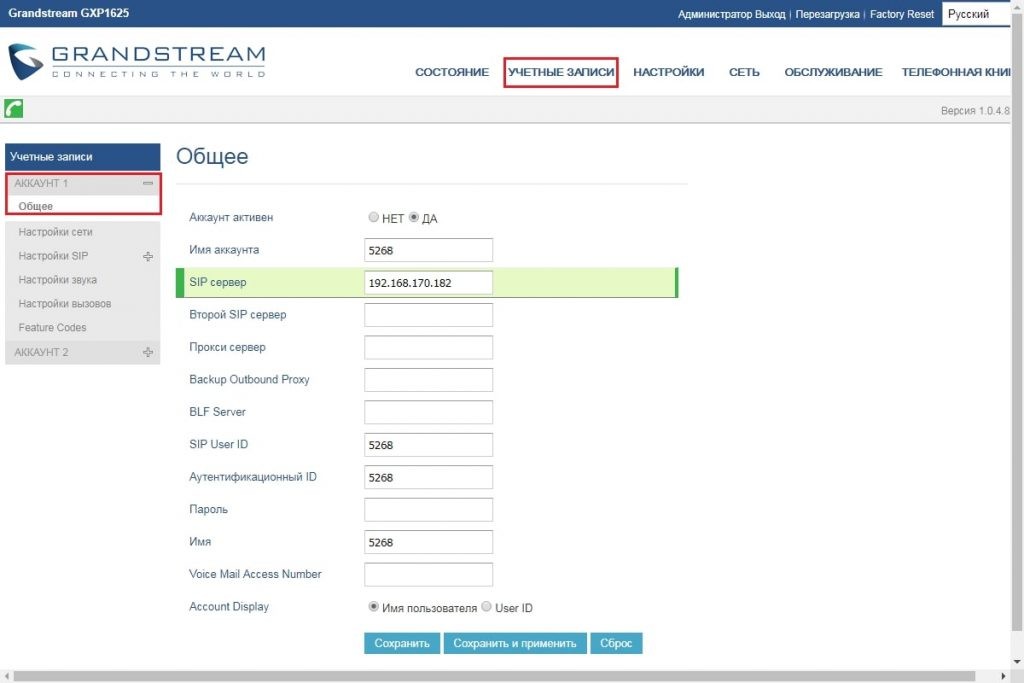 Grandstream GXP1625
Администратор Выход | Перезагрузка | Factory Reset Русский
GRANDSTREAM
CONNECTING THE WORLD
СОСТОЯНИЕ УЧЕТНЫЕ ЗАПИСИ НАСТРОЙКИ СЕТЬ ОБСЛУЖИВАНИЕ ТЕЛЕФОННАЯ КНИ
Версия 1.0.4.8
Учетные записи
АККАУНТ 1
Общее
Настройки сети
Настройки SIP
Настройки звука
Настройки вызовов
Feature Codes
АККАУНТ 2
Общее
Аккаунт активен НЕТ ДА
Имя аккаунта 5268
SIP сервер 192.168.170.182
Второй SIP сервер
Прокси сервер
Backup Outbound Proxy
BLF Server
SIP User ID 5268
Аутентификационный ID 5268
Пароль
Имя 5268
Voice Mail Access Number
Account Display Имя пользователя User ID
Сохранить Сохранить и применить Сброс